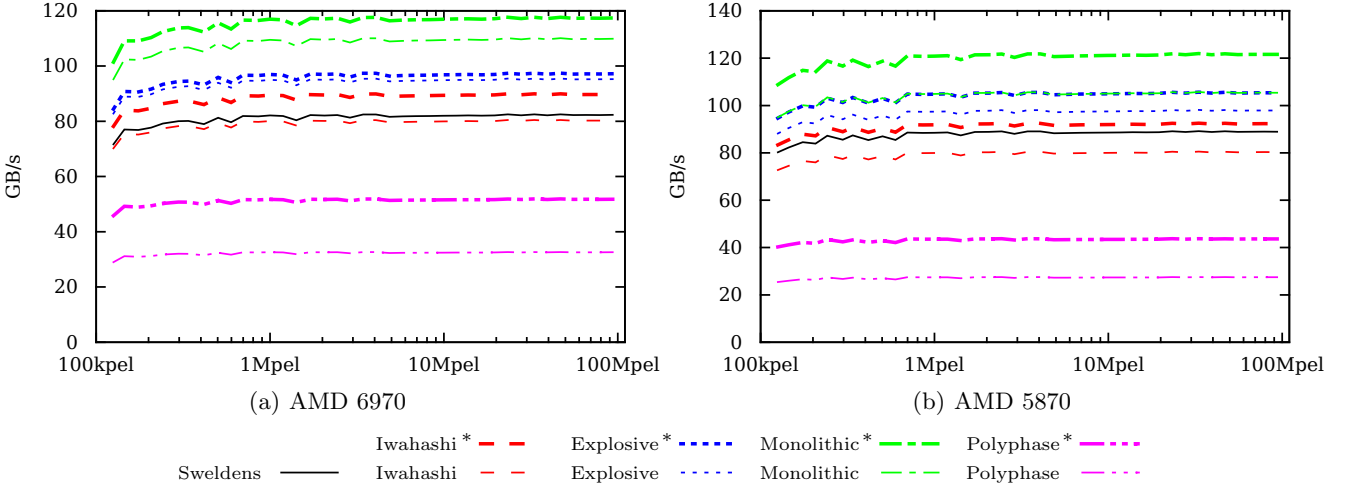 120
100
80
60
40
20
0
GB/s
100kpel
1Mpel
10Mpel
100Mpel
(a) AMD 6970
140
120
100
80
60
40
20
0
GB/s
100kpel
1Mpel
10Mpel
100Mpel
(b) AMD 5870
Iwahashi* Explosive* Monolithic* Polyphase*
Sweldens Iwahashi Explosive Monolithic Polyphase